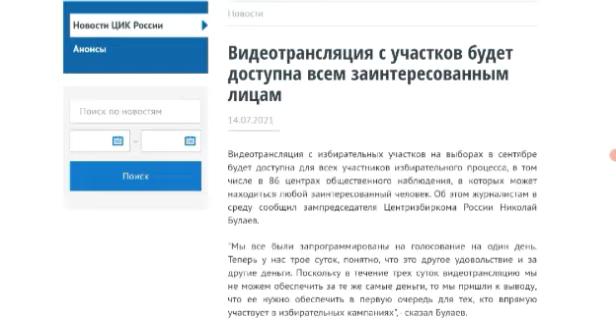 Новости
Новости ЦИК России
Анонсы
Поиск по новостям
–
Поиск
Видеотрансляция с участков будет
доступна всем заинтересованным
лицам
14.07.2021
Видеотрансляция с избирательных участков на выборах в сентябре
будет доступна для всех участников избирательного процесса, в том
числе в 86 центрах общественного наблюдения, в которых может
находиться любой заинтересованный человек. Об этом журналистам в
среду сообщил зампредседателя Центризбиркома России Николай
Булаев.
"Мы все были запрограммированы на голосование на один день.
Теперь у нас трое суток, понятно, что это другое удовольствие и за
другие деньги. Поскольку в течение трех суток видеотрансляцию мы
не можем обеспечить за те же самые деньги, то мы пришли к выводу,
что ее нужно обеспечить в первую очередь для тех, кто впрямую
участвует в избирательных кампаниях",- сказал Булаев.